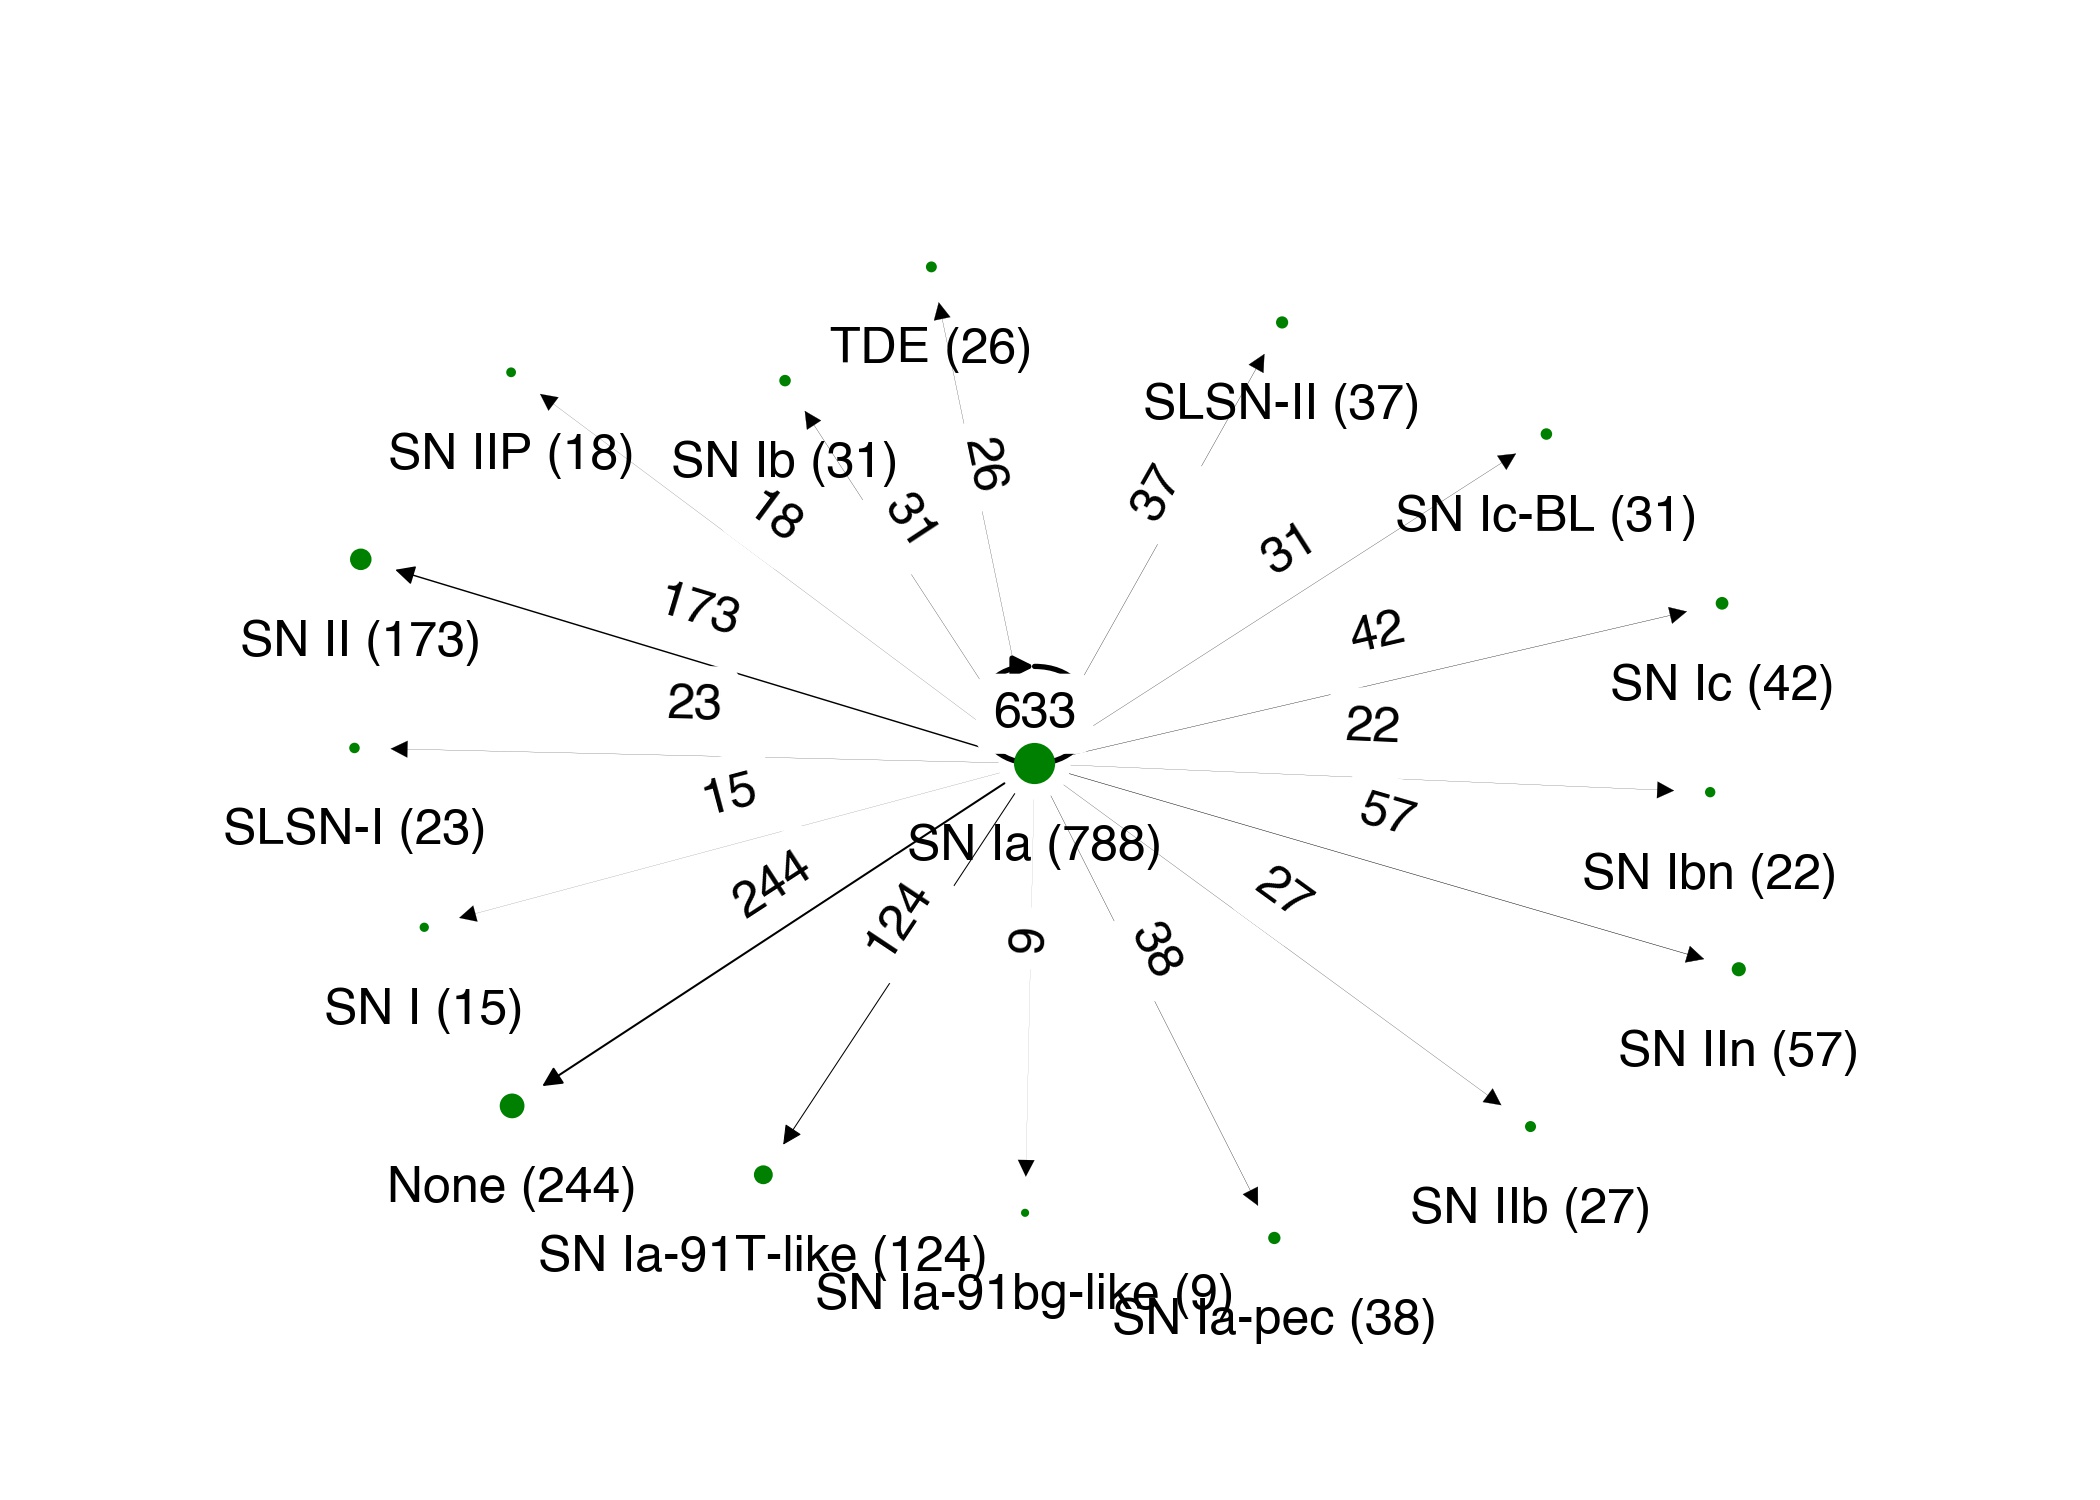 TDE (26)
SLSN-II (37)
SN IIP (18)
SN Ib (31)
26
37
SN Ic-BL (31)
18
31
31
173
42
SN II (173)
23
633
22
SN Ic (42)
15
57
SLSN-I (23)
SN Ia (788)
244
124
27
SN Ibn (22)
9
38
SN I (15)
SN IIn (57)
None (244)
SN IIb (27)
SN Ia-91T-like (124)
SN Ia-91bg-like (9)
SN Ia-pec (38)